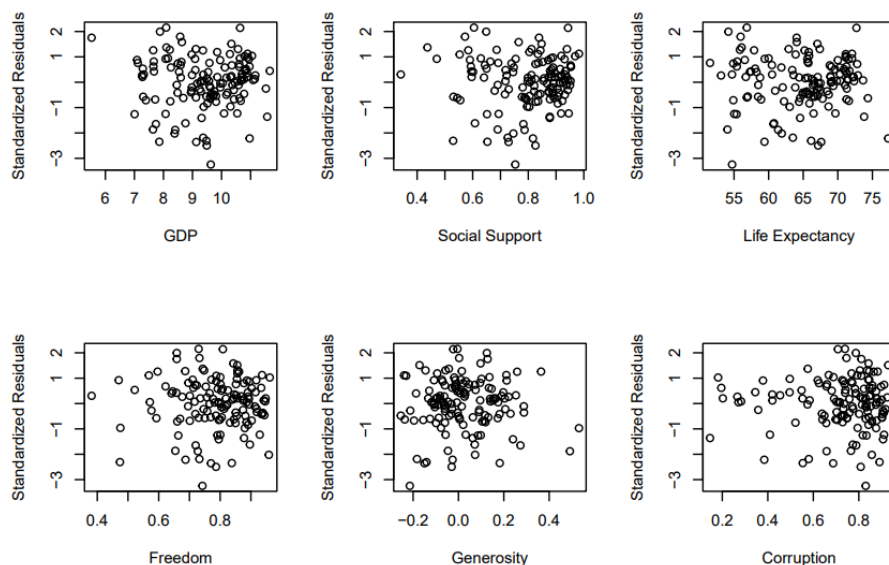 Standardized Residuals
2
1
−1
−3
6 7 8 9 10
GDP
Standardized Residuals
2
1
−1
−3
0.4 0.6 0.8 1.0
Social Support
Standardized Residuals
2
1
−1
−3
55 60 65 70 75
Life Expectancy
Standardized Residuals
2
1
−1
−3
0.4 0.6 0.8
Freedom
Standardized Residuals
2
1
−1
−3
−0.2 0.0 0.2 0.4
Generosity
Standardized Residuals
2
1
−1
−3
0.2 0.4 0.6 0.8
Corruption